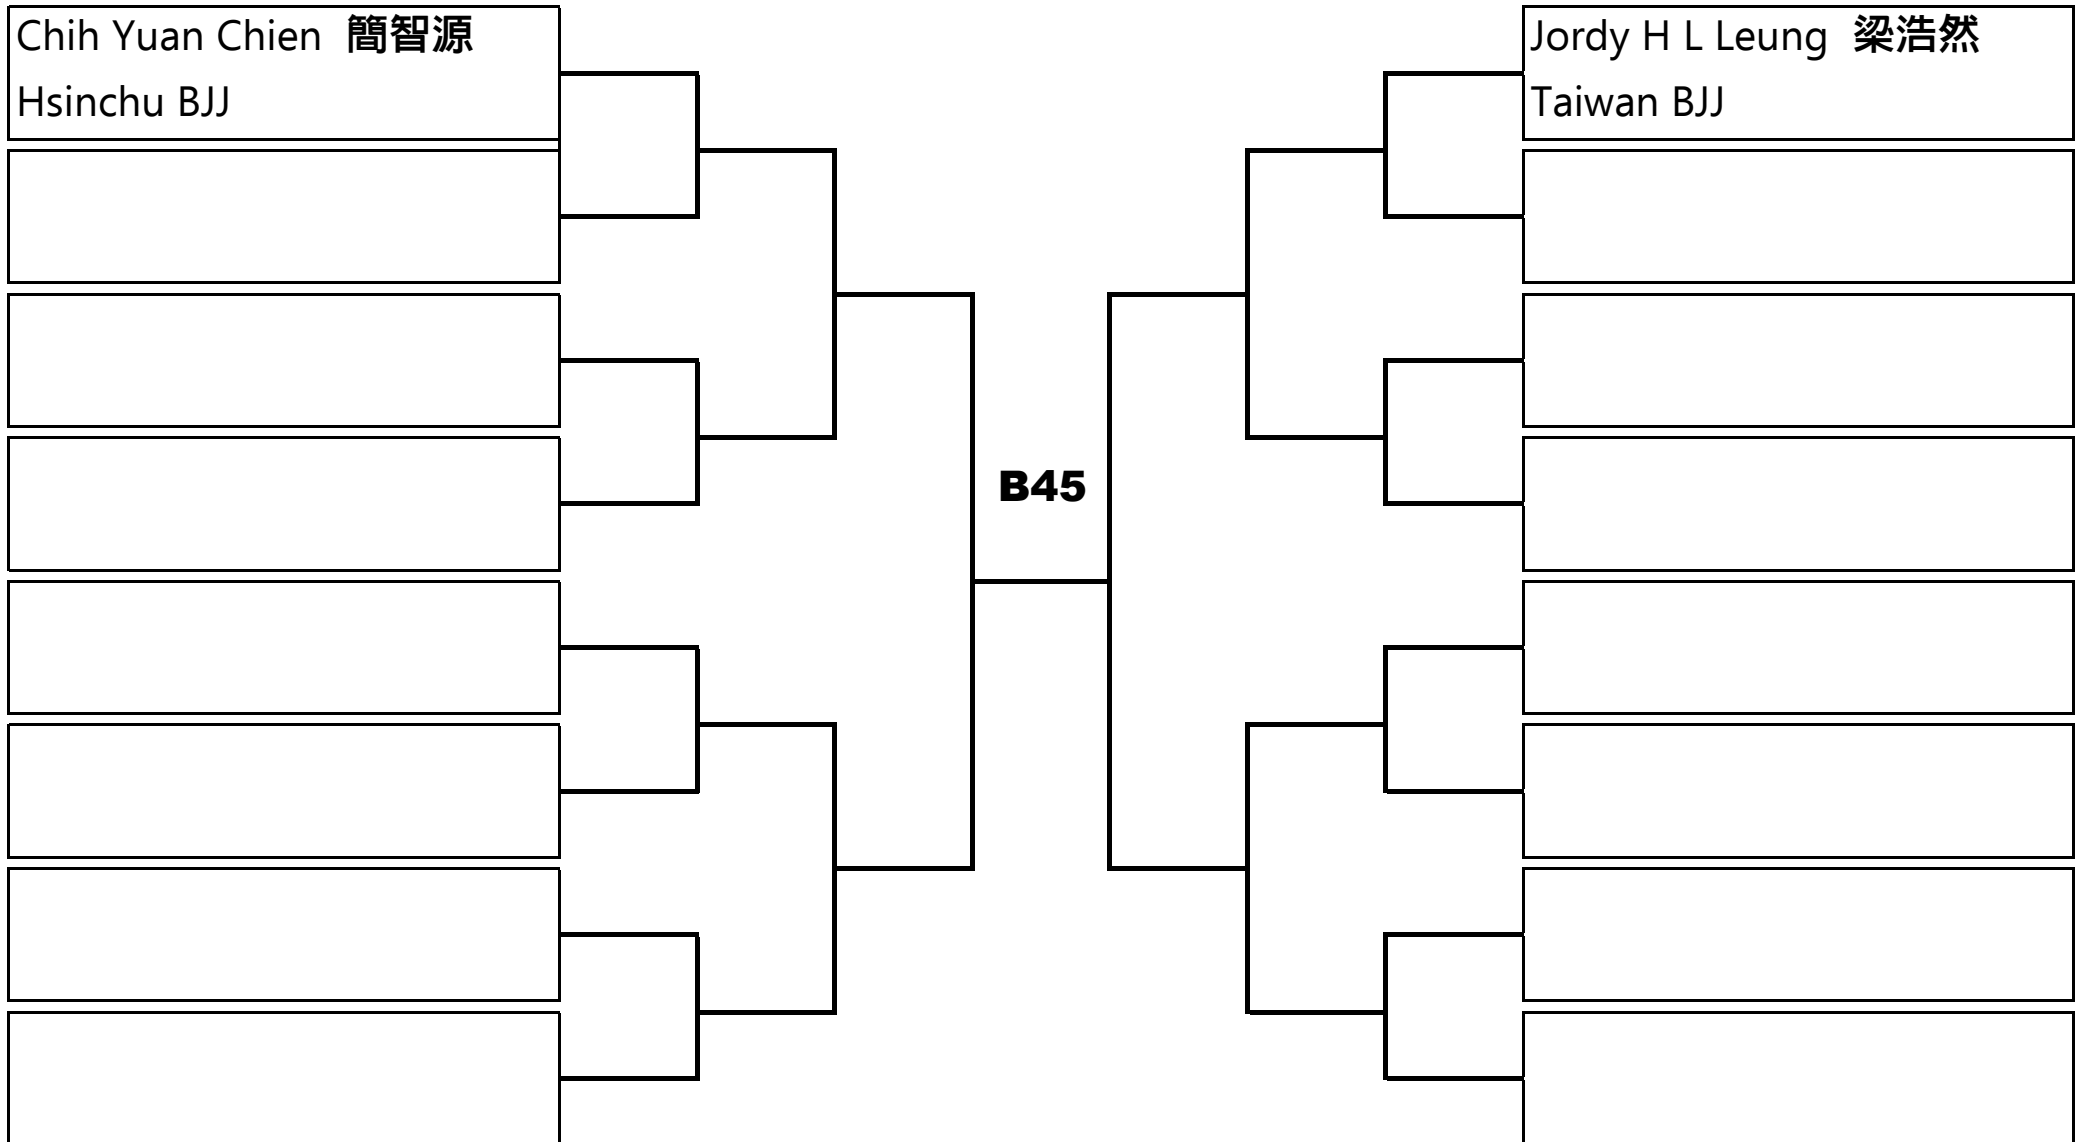 Chih Yuan Chien 簡智源
Hsinchu BJJ
Jordy H L Leung 梁浩然
Taiwan BJJ
B45